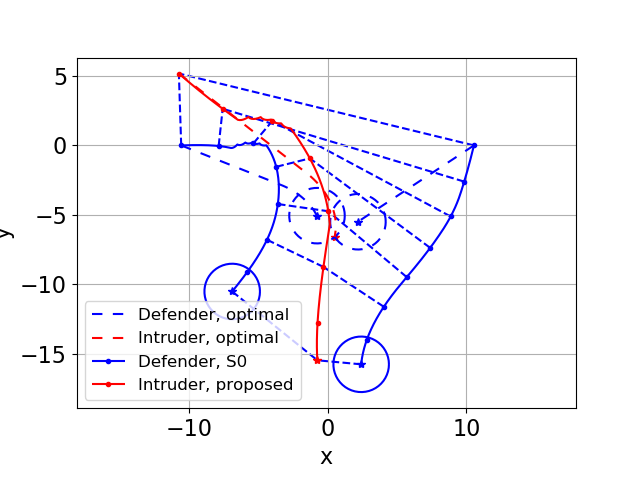 5
0
−5
−10
−15
y
Defender, optimal
Intruder, optimal
Defender, S0
Intruder, proposed
−10
0
10
x